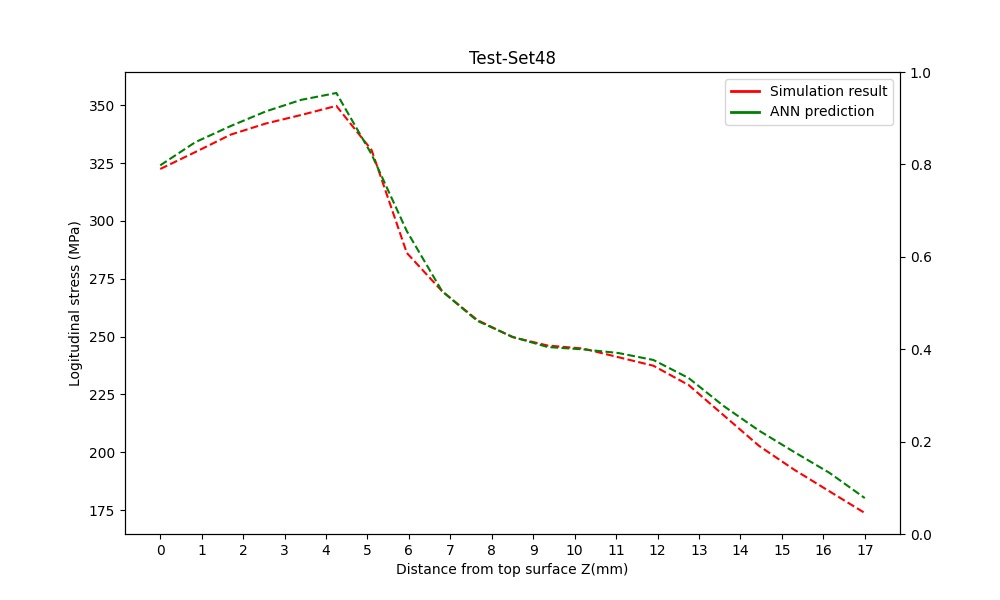 Test-Set48
Simulation result
ANN prediction
Logitudinal stress (MPa)
350
325
300
275
250
225
200
175
1.0
0.8
0.6
0.4
0.2
0.0
0 1 2 3 4 5 6 7 8 9 10 11 12 13 14 15 16 17
Distance from top surface Z(mm)